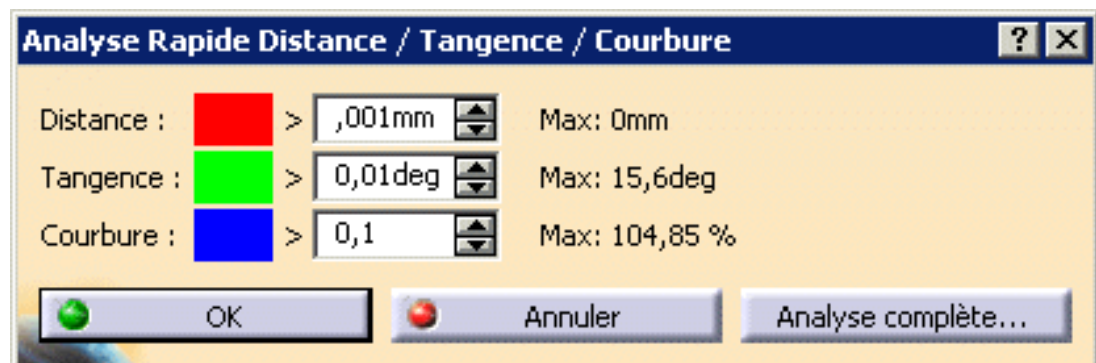 Analyse Rapide Distance / Tangence / Courbure
Distance : > ,001mm Max: 0mm
Tangence : > 0,01deg Max: 15,6deg
Courbure : > 0,1 Max: 104,85 %
OK Annuler Analyse complète...